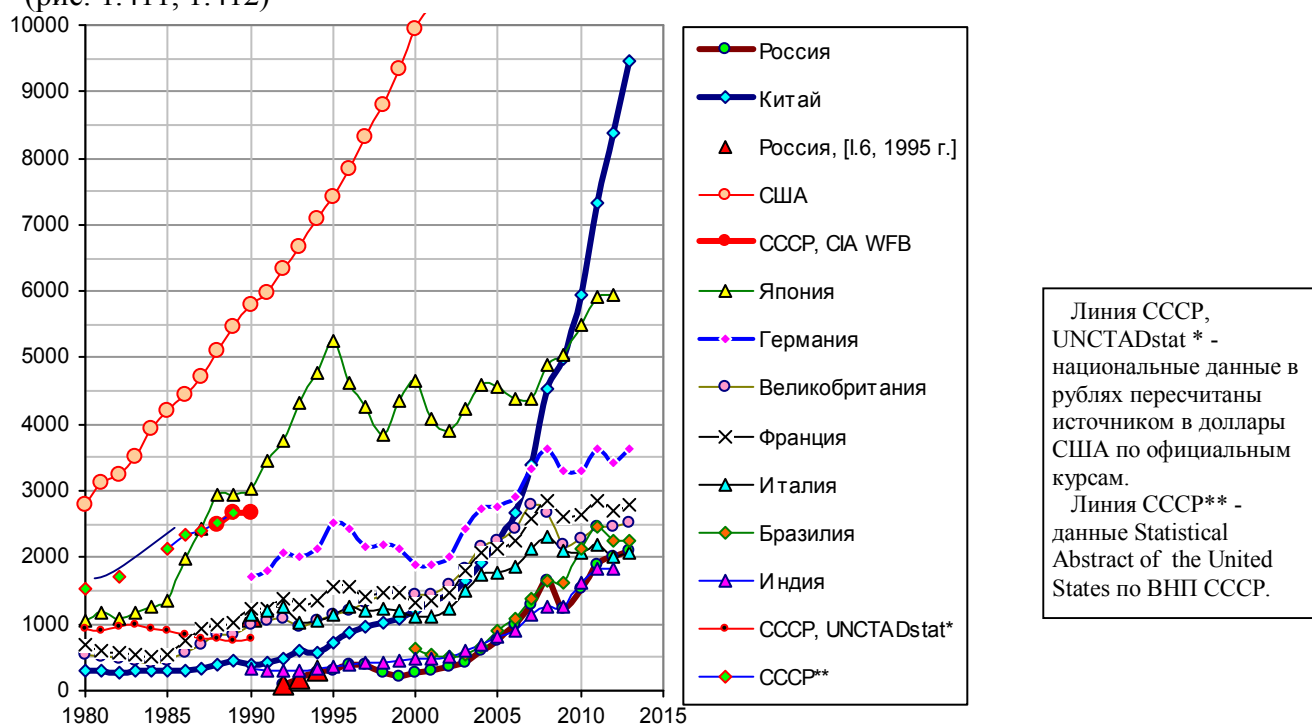 (рис. 1.411, 1.412)
10000
9000
8000
7000
6000
5000
4000
3000
2000
1000
0
1980 1985 1990 1995 2000 2005 2010 2015
Россия
Китай
Россия, [I.6, 1995 г.]
США
СССР, CIA WFB
Япония
Германия
Великобритания
Франция
Италия
Бразилия
Индия
СССР, UNCTADstat*
СССР**
Линия СССР,
UNCTADstat * -
национальные данные в
рублях пересчитаны
источником в доллары
США по официальным
курсам.
Линия СССР** -
данные Statistical
Abstract of the United
States по ВНП СССР.